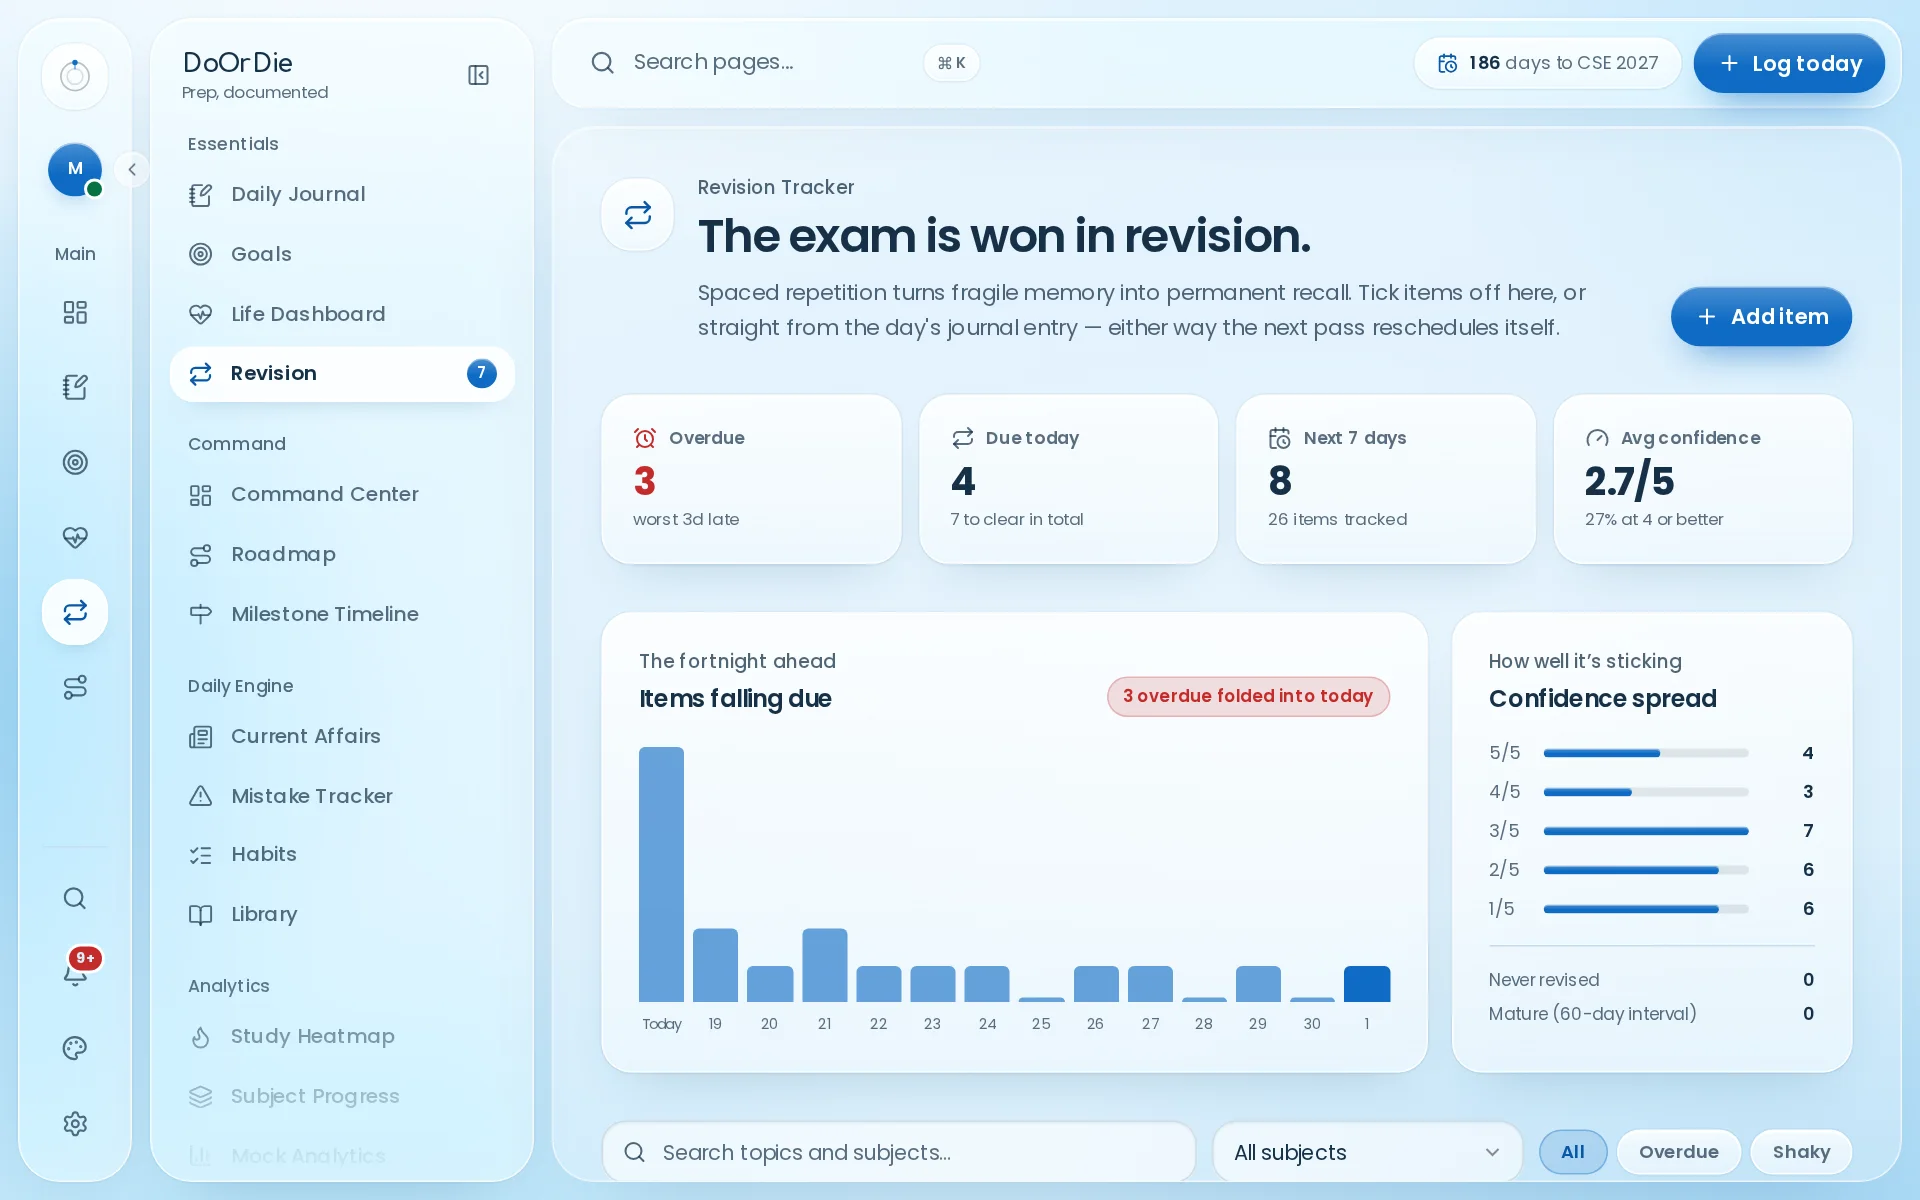 DoOrDie
Prep, documented
M
Main
9+
Essentials
Daily Journal
Goals
Life Dashboard
Revision
7
Command
Command Center
Roadmap
Milestone Timeline
Daily Engine
Current Affairs
Mistake Tracker
Habits
Library
Analytics
Study Heatmap
Subject Progress
Mock Analytics
Search pages...
⌘ K
186 days to CSE 2027
Log today
Revision Tracker
The exam is won in revision.
Spaced repetition turns fragile memory into permanent recall. Tick items off here, or
straight from the day's journal entry — either way the next pass reschedules itself.
Add item
Overdue
3
worst 3d late
Due today
4
7 to clear in total
Next 7 days
8
26 items tracked
Avg confidence
2.7/5
27% at 4 or better
The fortnight ahead
Items falling due
3 overdue folded into today
Today 19 20 21 22 23 24 25 26 27 28 29 30 1
How well it’s sticking
Confidence spread
5/5 4
4/5 3
3/5 7
2/5 6
1/5 6
Never revised 0
Mature (60-day interval) 0
Search topics and subjects...
All subjects
All
Overdue
Shaky